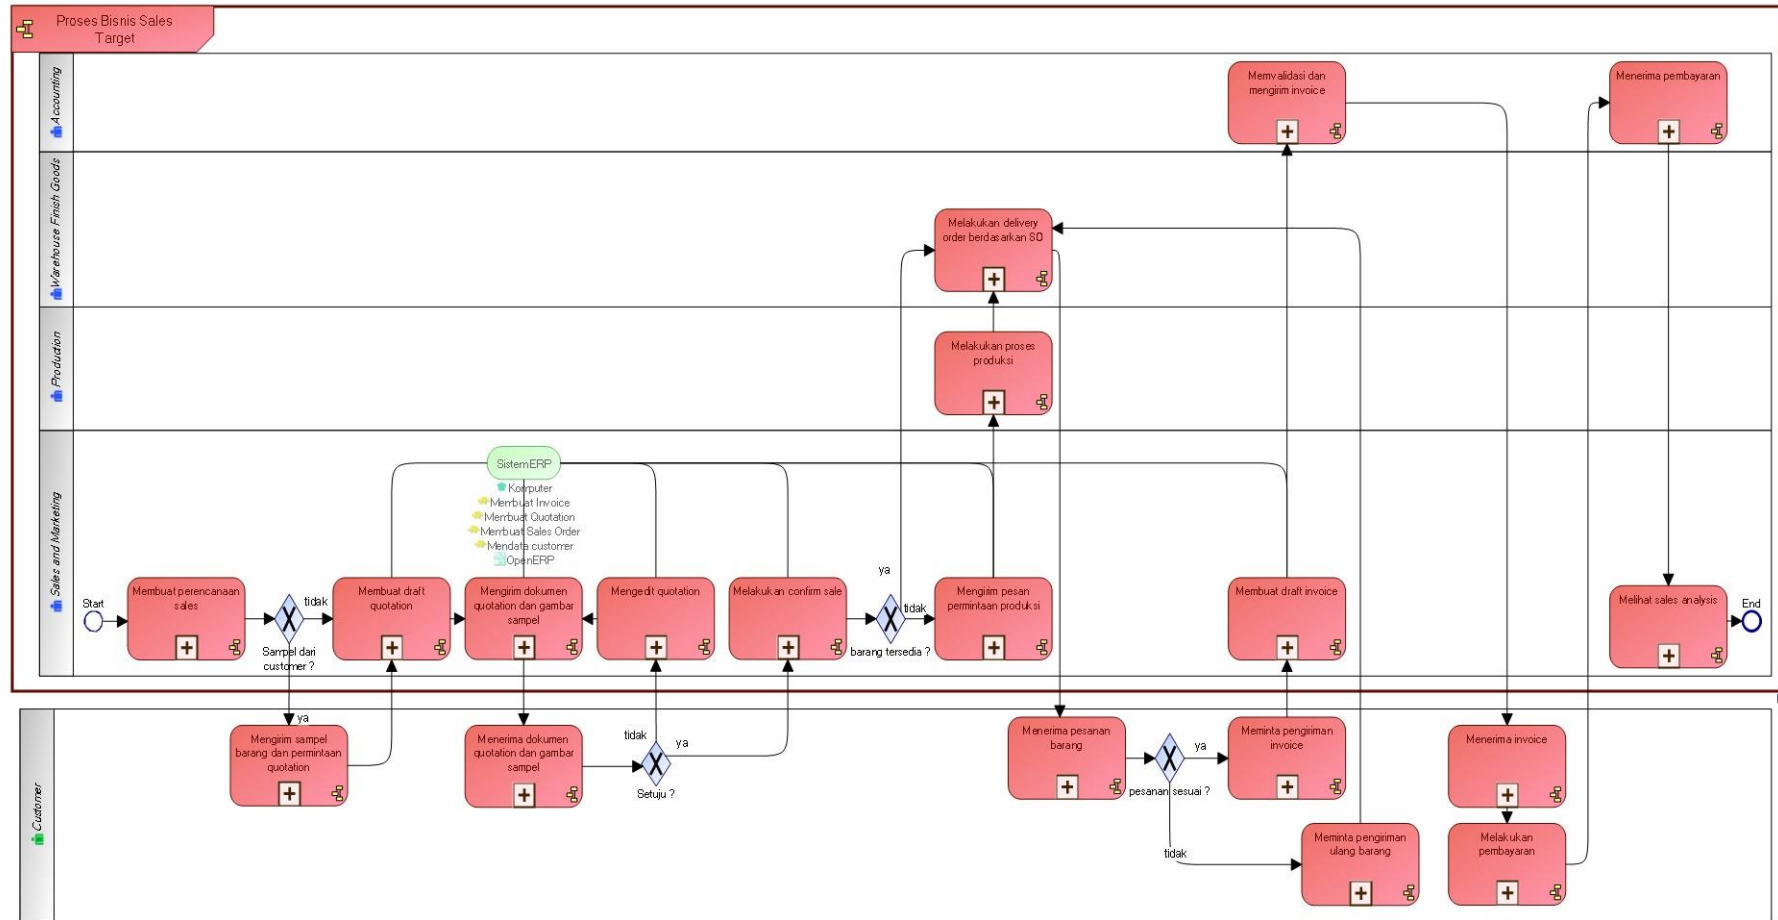 Proses Bisnis Sales
Target
Accounting
Memvalidasi dan
mengirim invoice
Menerima pembayaran
Warehouse Finish Goods
Melakukan delivery
order berdasarkan SO
Production
Melakukan proses
produksi
Sales and Marketing
SistemERP
Komputer
Membuat Invoice
Membuat Quotation
Membuat Sales Order
Mendata customer
OpenERP
Start
Membuat perencanaan
sales
tidak
Sampel dari
customer ?
ya
Membuat draft
quotation
Mengirim dokumen
quotation dan gambar
sampel
Mengedit quotation
Melakukan confirm sale
ya
tidak
barang tersedia ?
Mengirim pesan
permintaan produksi
Membuat draft invoice
Melihat sales analysis
End
Customer
Mengirim sampel
barang dan permintaan
quotation
Menerima dokumen
quotation dan gambar
sampel
tidak
ya
Setuju ?
Menerima pesanan
barang
ya
pesanan sesuai ?
tidak
Meminta pengiriman
invoice
Meminta pengiriman
ulang barang
Menerima invoice
Melakukan
pembayaran